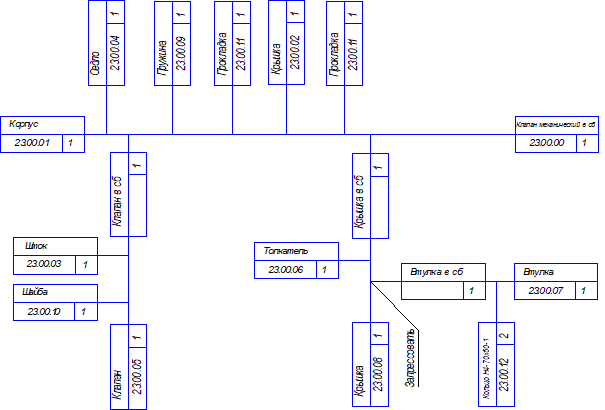 Седло
23.00.04
1
Пружина
23.00.09
1
Прокладка
23.00.11
1
Крышка
23.00.02
1
Прокладка
23.00.11
1
Корпус
23.00.01
1
Клапан механический в сб
23.00.00
1
Клапан в сб
1
Крышка в сб
1
Шток
23.00.03
1
Толкатель
23.00.06
1
Втулка в сб
1
Втулка
23.00.07
1
Шайба
23.00.10
1
Клапан
23.00.05
1
Крышка
23.00.08
1
Запрессовать
Кольцо Н2-70х60-1
23.00.12
2